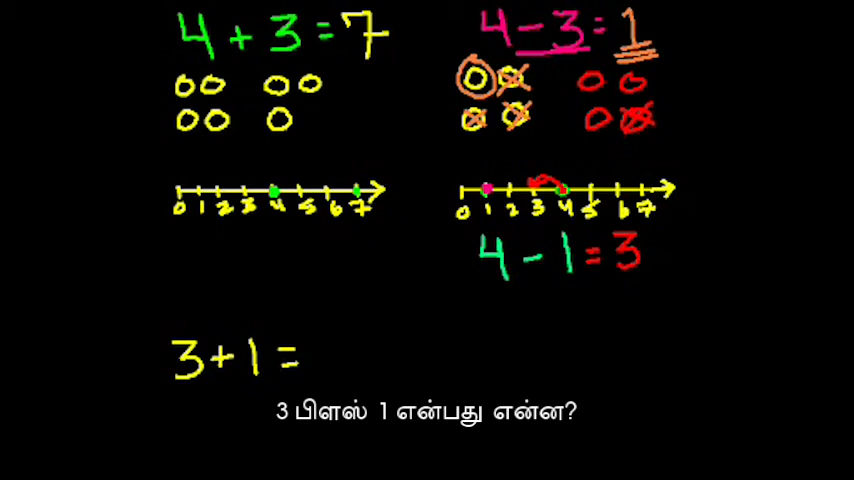 4 + 3 = 7
4 - 3 = 1
0 1 2 3 4 5 6 7
0 1 2 3 4 5 6 7
4 - 1 = 3
3 + 1 =
3 பிளஸ் 1 என்பது என்ன?